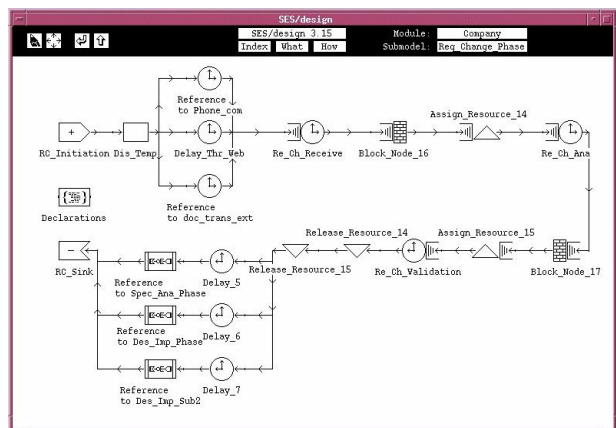 SES/design
SES/design 3.15
Module: Company
Index What How
Submodel: Req_Change_Phase
Reference
to Phone_com
Assign_Resource_14
RC_Initiation Dis_Temp Delay_Thr_Web Re_Ch_Receive Block_Node_16 Re_Ch_Ana
Reference
to doc_trans_ext
Declarations
Release_Resource_14 Assign_Resource_15
RC_Sink Reference
to Spec_Ana_Phase Delay_5 Release_Resource_15 Re_Ch_Validation Block_Node_17
Reference
to Des_Imp_Phase Delay_6
Reference
to Des_Imp_Sub2 Delay_7